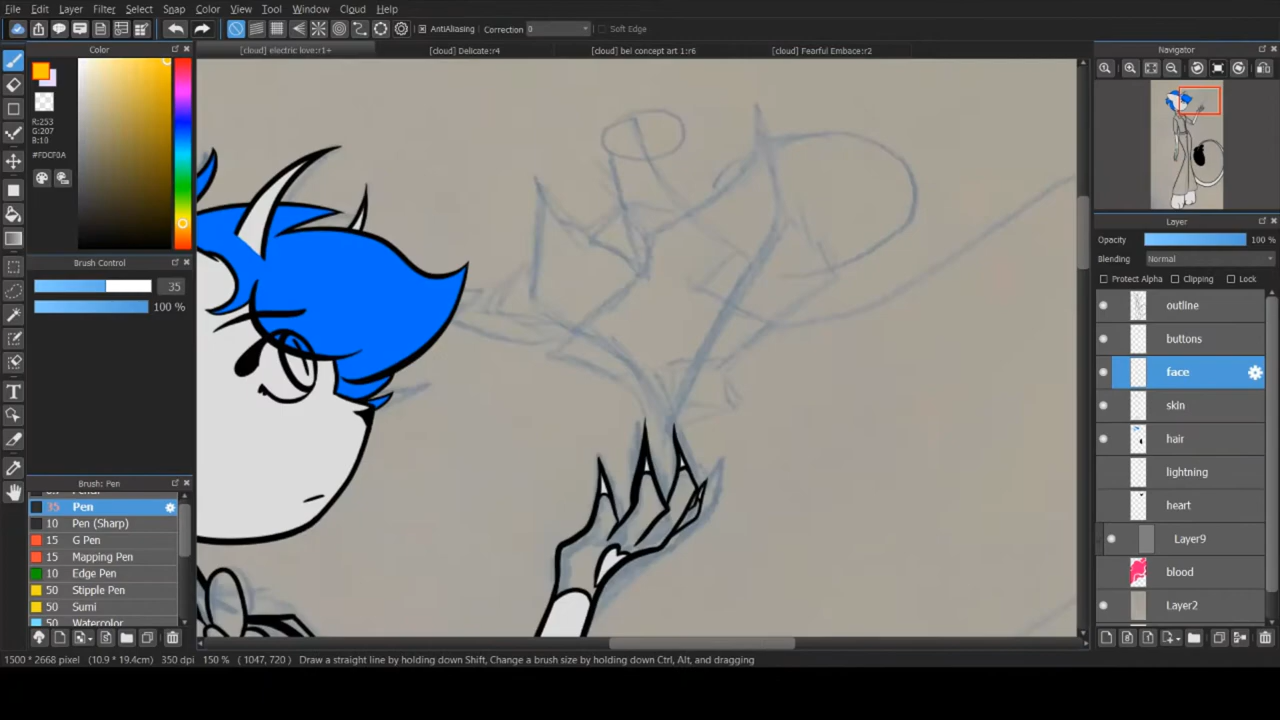 File Edit Layer Filter Select Snap Color View Tool Window Cloud Help
AntiAliasing Correction 0 Soft Edge
Color
[cloud] electric love:r1+ [cloud] Delicate:r4 [cloud] bel concept art 1:r6 [cloud] Fearful Embrace:r2
Navigator
R:253
G:207
B:10
#FDCF0A
Brush Control
35
100 %
Brush: Pen
35 Pen
10 Pen (Sharp)
15 G Pen
15 Mapping Pen
10 Edge Pen
50 Stipple Pen
50 Sumi
50 Watercolor
Layer
Opacity 100 %
Blending Normal
Protect Alpha Clipping Lock
outline
buttons
face
skin
hair
lightning
heart
Layer9
blood
Layer2
1500 * 2668 pixel (10.9 * 19.4cm) 350 dpi 150 % ( 1047, 720 ) Draw a straight line by holding down Shift, Change a brush size by holding down Ctrl, Alt, and dragging